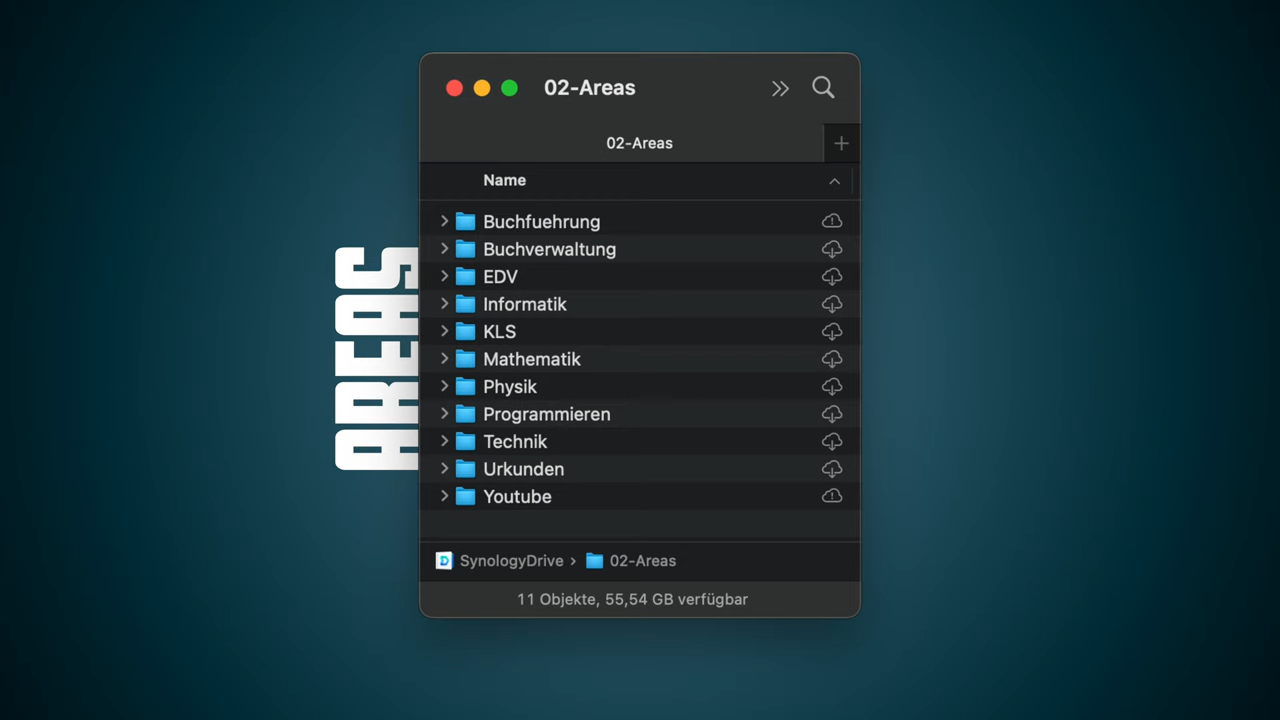 AREAS
02-Areas
02-Areas
Name
Buchfuehrung
Buchverwaltung
EDV
Informatik
KLS
Mathematik
Physik
Programmieren
Technik
Urkunden
Youtube
D SynologyDrive › 02-Areas
11 Objekte, 55,54 GB verfügbar